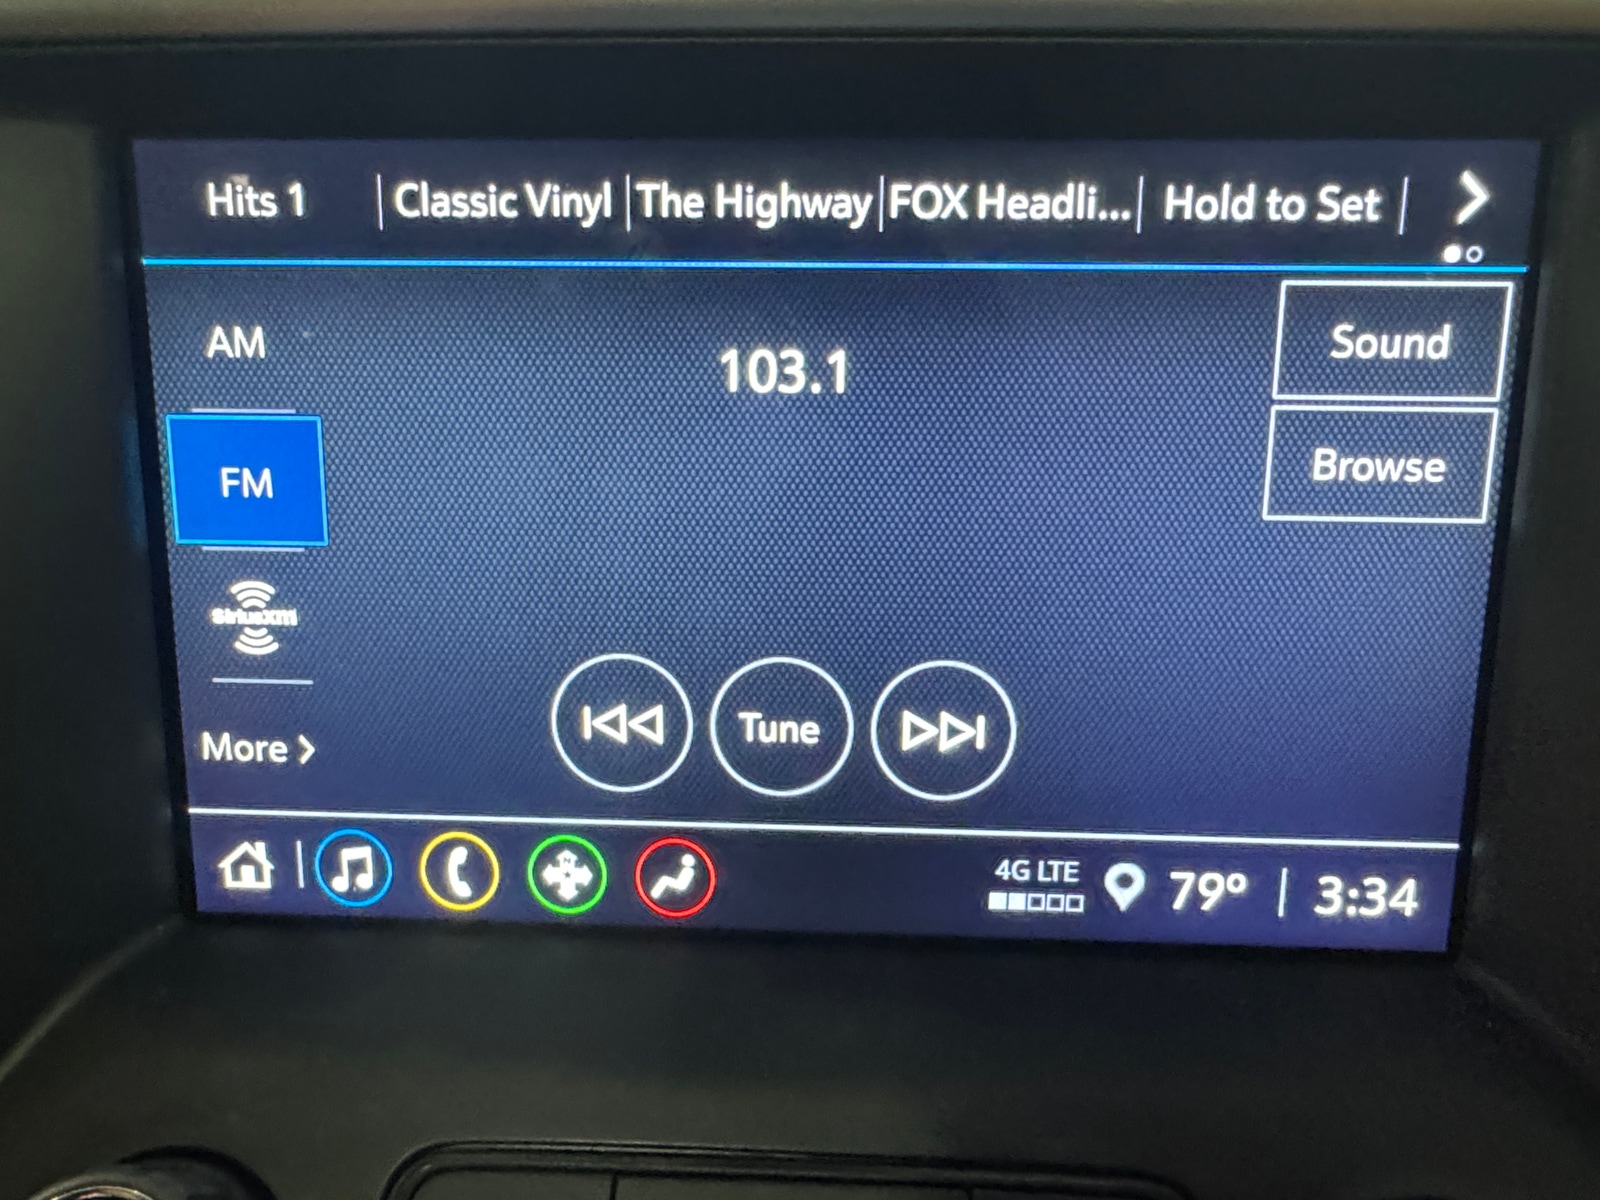 Hits 1 | Classic Vinyl | The Highway | FOX Headli... | Hold to Set |
AM
103.1
Sound
FM
Browse
SiriusXM
More
Tune
4G LTE
79° | 3:34